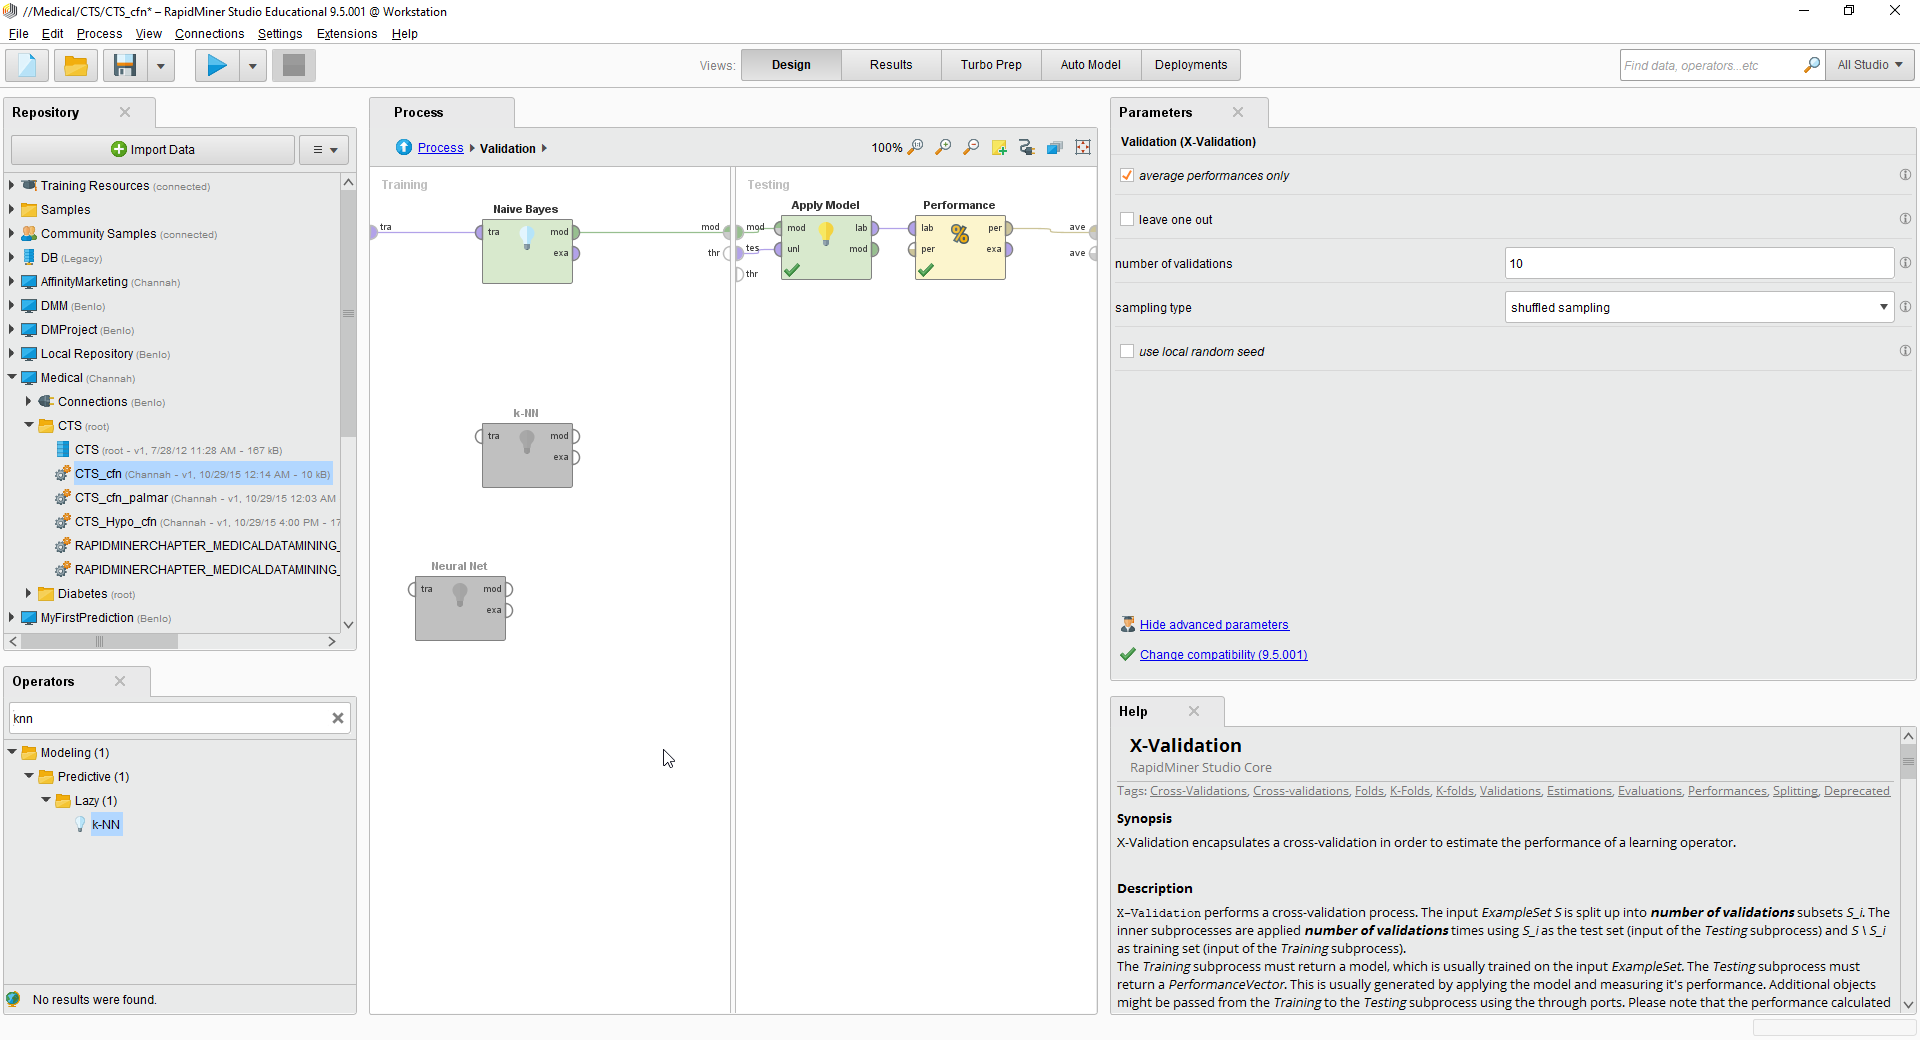 //Medical/CTS/CTS_cfn* – RapidMiner Studio Educational 9.5.001 @ Workstation
File Edit Process View Connections Settings Extensions Help
Views: Design Results Turbo Prep Auto Model Deployments
Find data, operators...etc
All Studio
Repository
Import Data
Training Resources (connected)
Samples
Community Samples (connected)
DB (Legacy)
AffinityMarketing (Channah)
DMM (Benlo)
DMProject (Benlo)
Local Repository (Benlo)
Medical (Channah)
Connections (Benlo)
CTS (root)
CTS (root - v1, 7/28/12 11:28 AM - 167 kB)
CTS_cfn (Channah - v1, 10/29/15 12:14 AM - 10 kB)
CTS_cfn_palmar (Channah - v1, 10/29/15 12:03 AM
CTS_Hypo_cfn (Channah - v1, 10/29/15 4:00 PM - 17
RAPIDMINERCHAPTER_MEDICALDATAMINING_
RAPIDMINERCHAPTER_MEDICALDATAMINING_
Diabetes (root)
MyFirstPrediction (Benlo)
Operators
knn
Modeling (1)
Predictive (1)
Lazy (1)
k-NN
No results were found.
Process
Process Validation
100%
Training
tra
Naive Bayes
tra mod
exa
mod
thr
k-NN
tra mod
exa
Neural Net
tra mod
exa
Testing
mod
tes
thr
Apply Model
mod lab
unl mod
Performance
lab per
per exa
ave
ave
Parameters
Validation (X-Validation)
average performances only
leave one out
number of validations 10
sampling type shuffled sampling
use local random seed
Hide advanced parameters
Change compatibility (9.5.001)
Help
X-Validation
RapidMiner Studio Core
Tags: Cross-Validations, Cross-validations, Folds, K-Folds, K-folds, Validations, Estimations, Evaluations, Performances, Splitting, Deprecated
Synopsis
X-Validation encapsulates a cross-validation in order to estimate the performance of a learning operator.
Description
X-Validation performs a cross-validation process. The input ExampleSet S is split up into number of validations subsets S_i. The
inner subprocesses are applied number of validations times using S_i as the test set (input of the Testing subprocess) and S \ S_i
as training set (input of the Training subprocess).
The Training subprocess must return a model, which is usually trained on the input ExampleSet. The Testing subprocess must
return a PerformanceVector. This is usually generated by applying the model and measuring it's performance. Additional objects
might be passed from the Training to the Testing subprocess using the through ports. Please note that the performance calculated